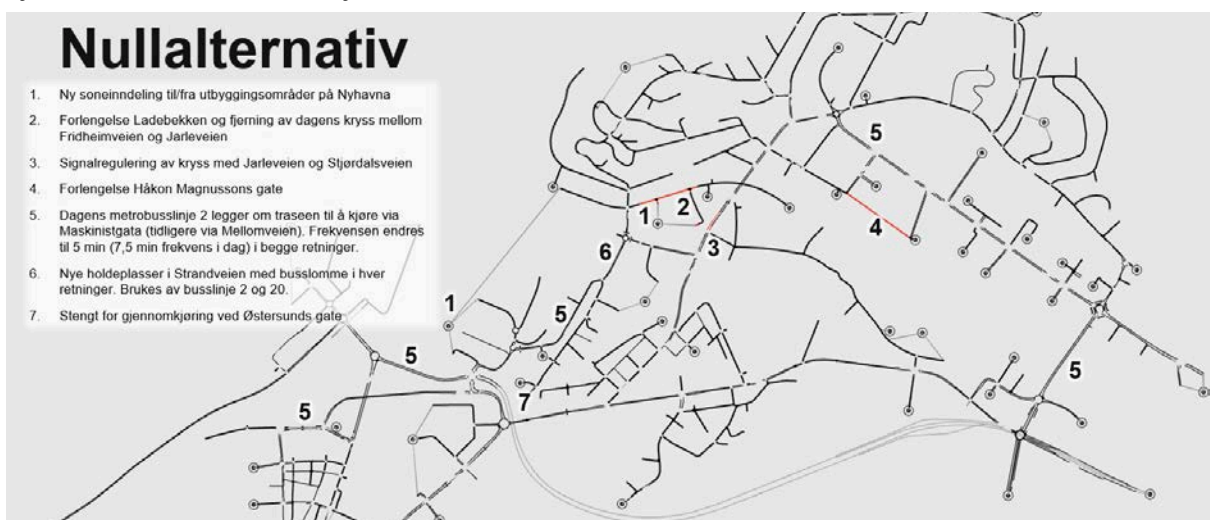 Nullalternativ
1. Ny soneinndeling til/fra utbyggingsområder på Nyhavna
2. Forlengelse Ladebekken og fjerning av dagens kryss mellom
Fridheimveien og Jarleveien
3. Signalregulering av kryss med Jarleveien og Stjørdalsveien
4. Forlengelse Håkon Magnussons gate
5. Dagens metrobusslinje 2 legger om traseen til å kjøre via
Maskinistgata (tidligere via Mellomveien). Frekvensen endres
til 5 min (7,5 min frekvens i dag) i begge retninger.
6. Nye holdeplasser i Strandveien med busslomme i hver
retninger. Brukes av busslinje 2 og 20.
7. Stengt for gjennomkjøring ved Østersunds gate
5
1
2
4
3
6
1
5
5
5
7
5